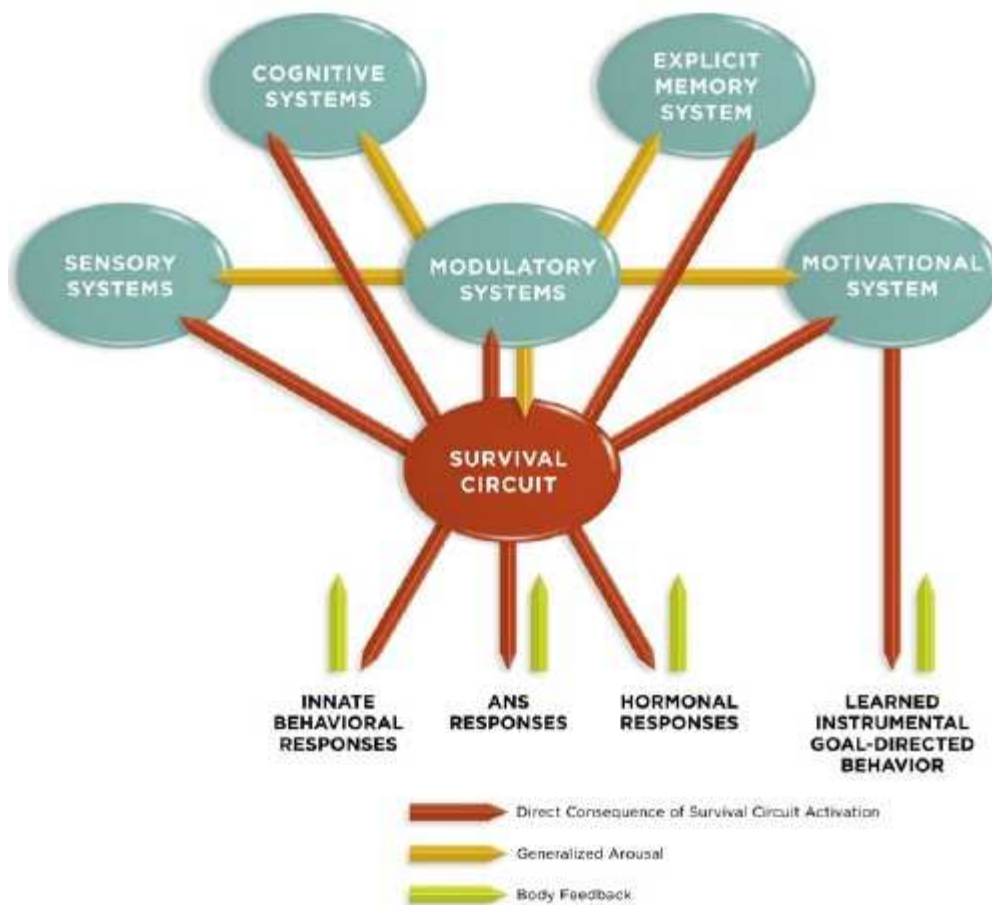 COGNITIVE
SYSTEMS
EXPLICIT
MEMORY
SYSTEM
SENSORY
SYSTEMS
MODULATORY
SYSTEMS
MOTIVATIONAL
SYSTEM
SURVIVAL
CIRCUIT
INNATE
BEHAVIORAL
RESPONSES
ANS
RESPONSES
HORMONAL
RESPONSES
LEARNED
INSTRUMENTAL
GOAL-DIRECTED
BEHAVIOR
Direct Consequence of Survival Circuit Activation
Generalized Arousal
Body Feedback